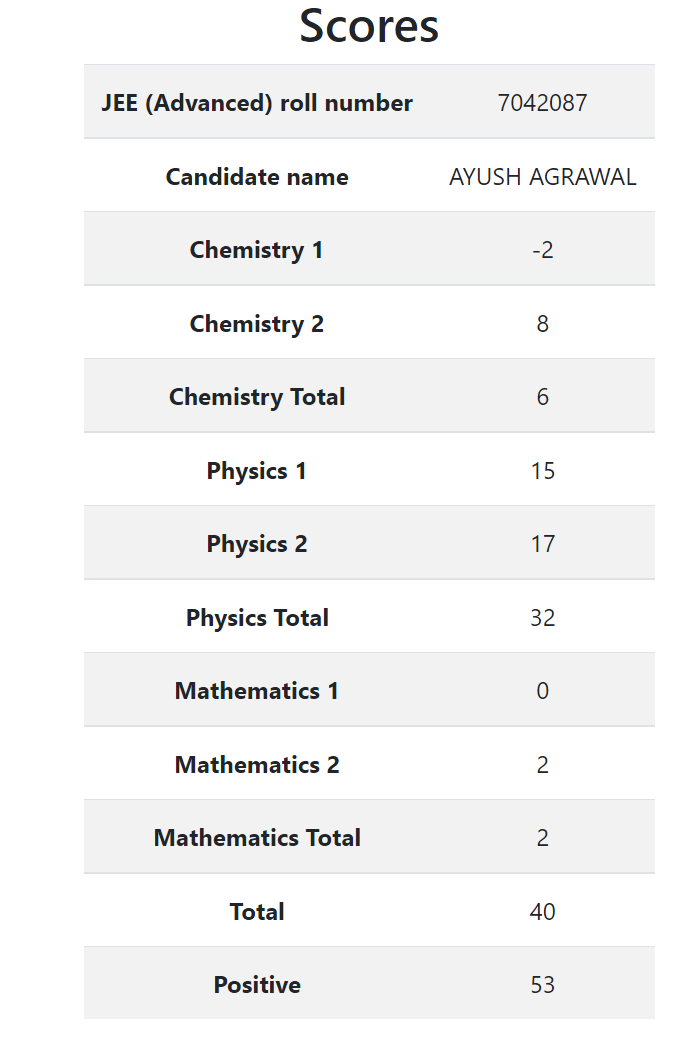 Scores
JEE (Advanced) roll number 7042087
Candidate name AYUSH AGRAWAL
Chemistry 1 -2
Chemistry 2 8
Chemistry Total 6
Physics 1 15
Physics 2 17
Physics Total 32
Mathematics 1 0
Mathematics 2 2
Mathematics Total 2
Total 40
Positive 53